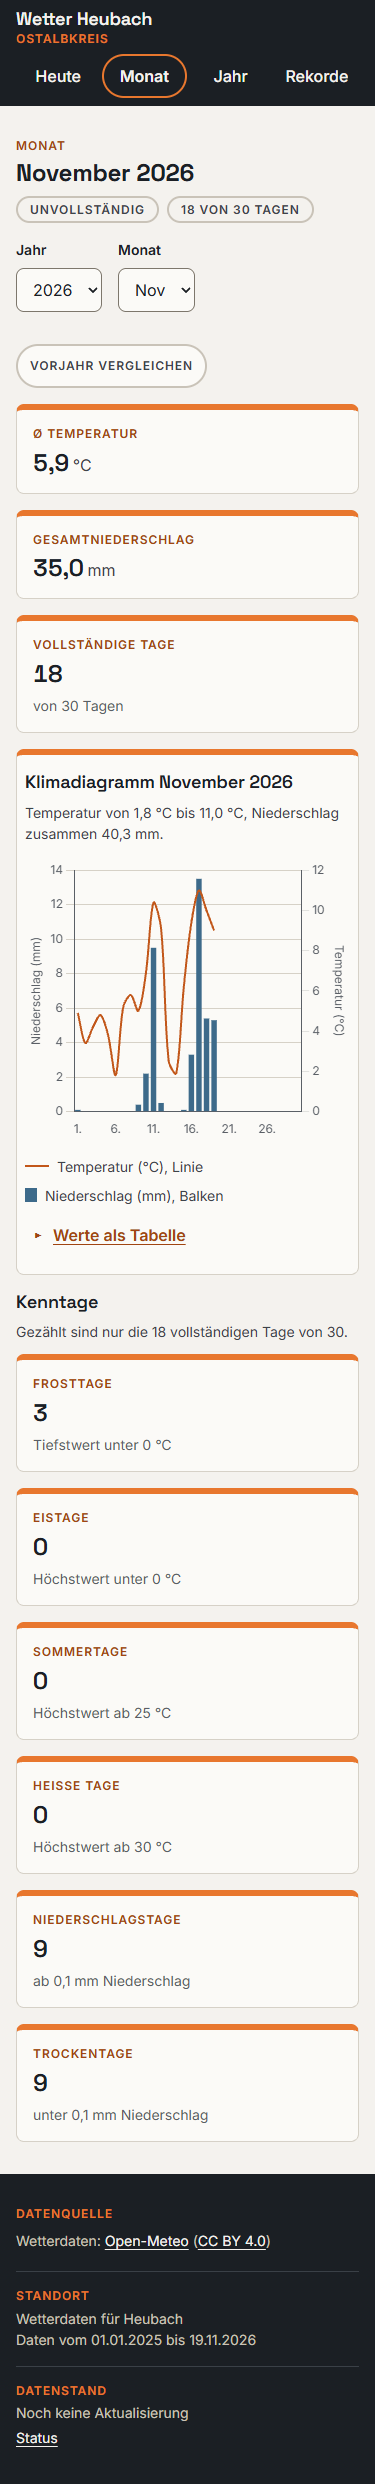 Wetter Heubach
OSTALBKREIS
Heute Monat Jahr Rekorde
MONAT
November 2026
UNVOLLSTÄNDIG 18 VON 30 TAGEN
Jahr Monat
2026 Nov
VORJAHR VERGLEICHEN
Ø TEMPERATUR
5,9 °C
GESAMTNIEDERSCHLAG
35,0 mm
VOLLSTÄNDIGE TAGE
18
von 30 Tagen
Klimadiagramm November 2026
Temperatur von 1,8 °C bis 11,0 °C, Niederschlag
zusammen 40,3 mm.
Niederschlag (mm)
14
12
10
8
6
4
2
0
12
10
8
6
4
2
0
Temperatur (°C)
1. 6. 11. 16. 21. 26.
Temperatur (°C), Linie
Niederschlag (mm), Balken
Werte als Tabelle
Kenntage
Gezählt sind nur die 18 vollständigen Tage von 30.
FROSTTAGE
3
Tiefstwert unter 0 °C
EISTAGE
0
Höchstwert unter 0 °C
SOMMERTAGE
0
Höchstwert ab 25 °C
HEISSE TAGE
0
Höchstwert ab 30 °C
NIEDERSCHLAGSTAGE
9
ab 0,1 mm Niederschlag
TROCKENTAGE
9
unter 0,1 mm Niederschlag
DATENQUELLE
Wetterdaten: Open-Meteo (CC BY 4.0)
STANDORT
Wetterdaten für Heubach
Daten vom 01.01.2025 bis 19.11.2026
DATENSTAND
Noch keine Aktualisierung
Status